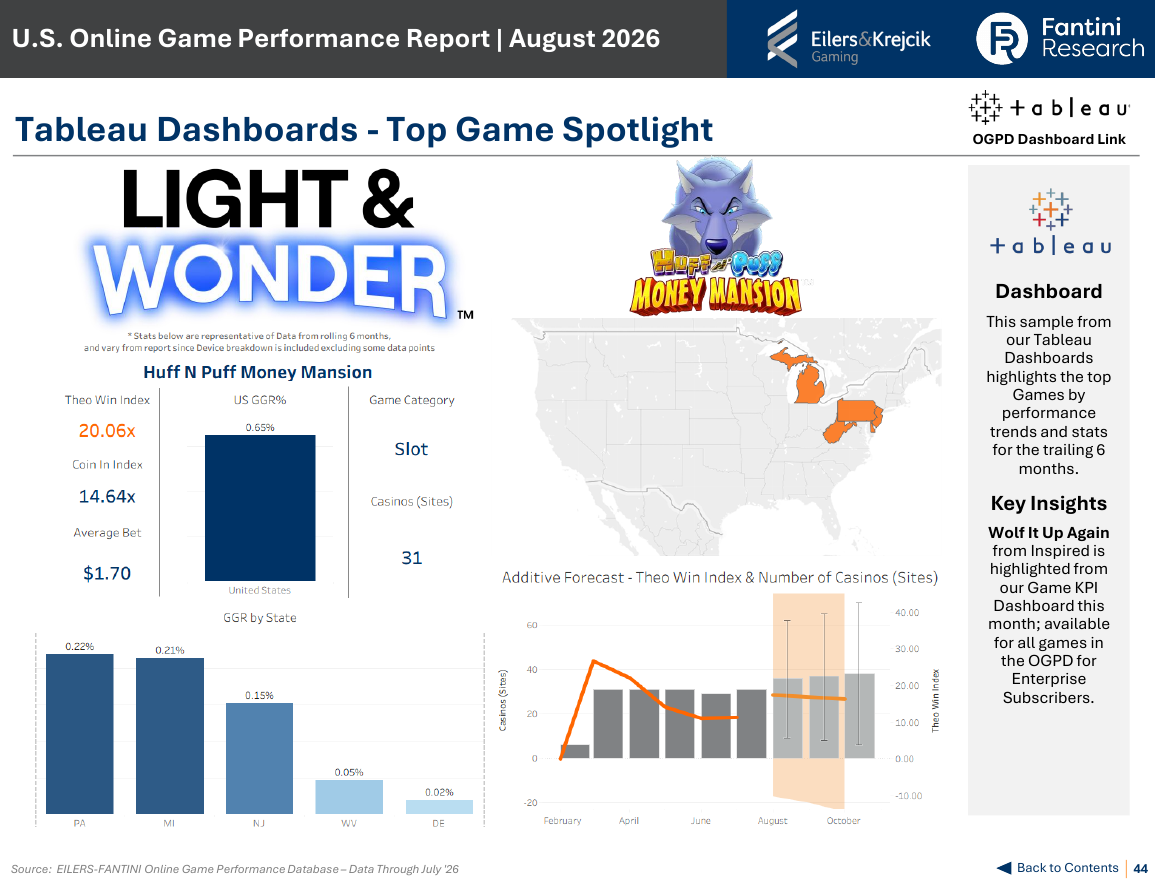 U.S. Online Game Performance Report | August 2026
Eilers&Krejcik
Gaming
Fantini
Research
Tableau Dashboards - Top Game Spotlight
+ a b l e a u
OGPD Dashboard Link
LIGHT &
WONDER
TM
HUFF N' PUFF
MONEY MANSION
* Stats below are representative of Data from rolling 6 months,
and vary from report since Device breakdown is included excluding some data points
Huff N Puff Money Mansion
Theo Win Index
20.06x
Coin In Index
14.64x
Average Bet
$1.70
US GGR%
0.65%
United States
Game Category
Slot
Casinos (Sites)
31
GGR by State
0.22%
0.21%
0.15%
0.05%
0.02%
PA
MI
NJ
WV
DE
Additive Forecast - Theo Win Index & Number of Casinos (Sites)
Casinos (Sites)
60
40
20
0
-20
40.00
30.00
20.00
10.00
0.00
-10.00
Theo Win Index
February
April
June
August
October
+ a b l e a u
Dashboard
This sample from
our Tableau
Dashboards
highlights the top
Games by
performance
trends and stats
for the trailing 6
months.
Key Insights
Wolf It Up Again
from Inspired is
highlighted from
our Game KPI
Dashboard this
month; available
for all games in
the OGPD for
Enterprise
Subscribers.
Source: EILERS-FANTINI Online Game Performance Database – Data Through July '26
Back to Contents | 44